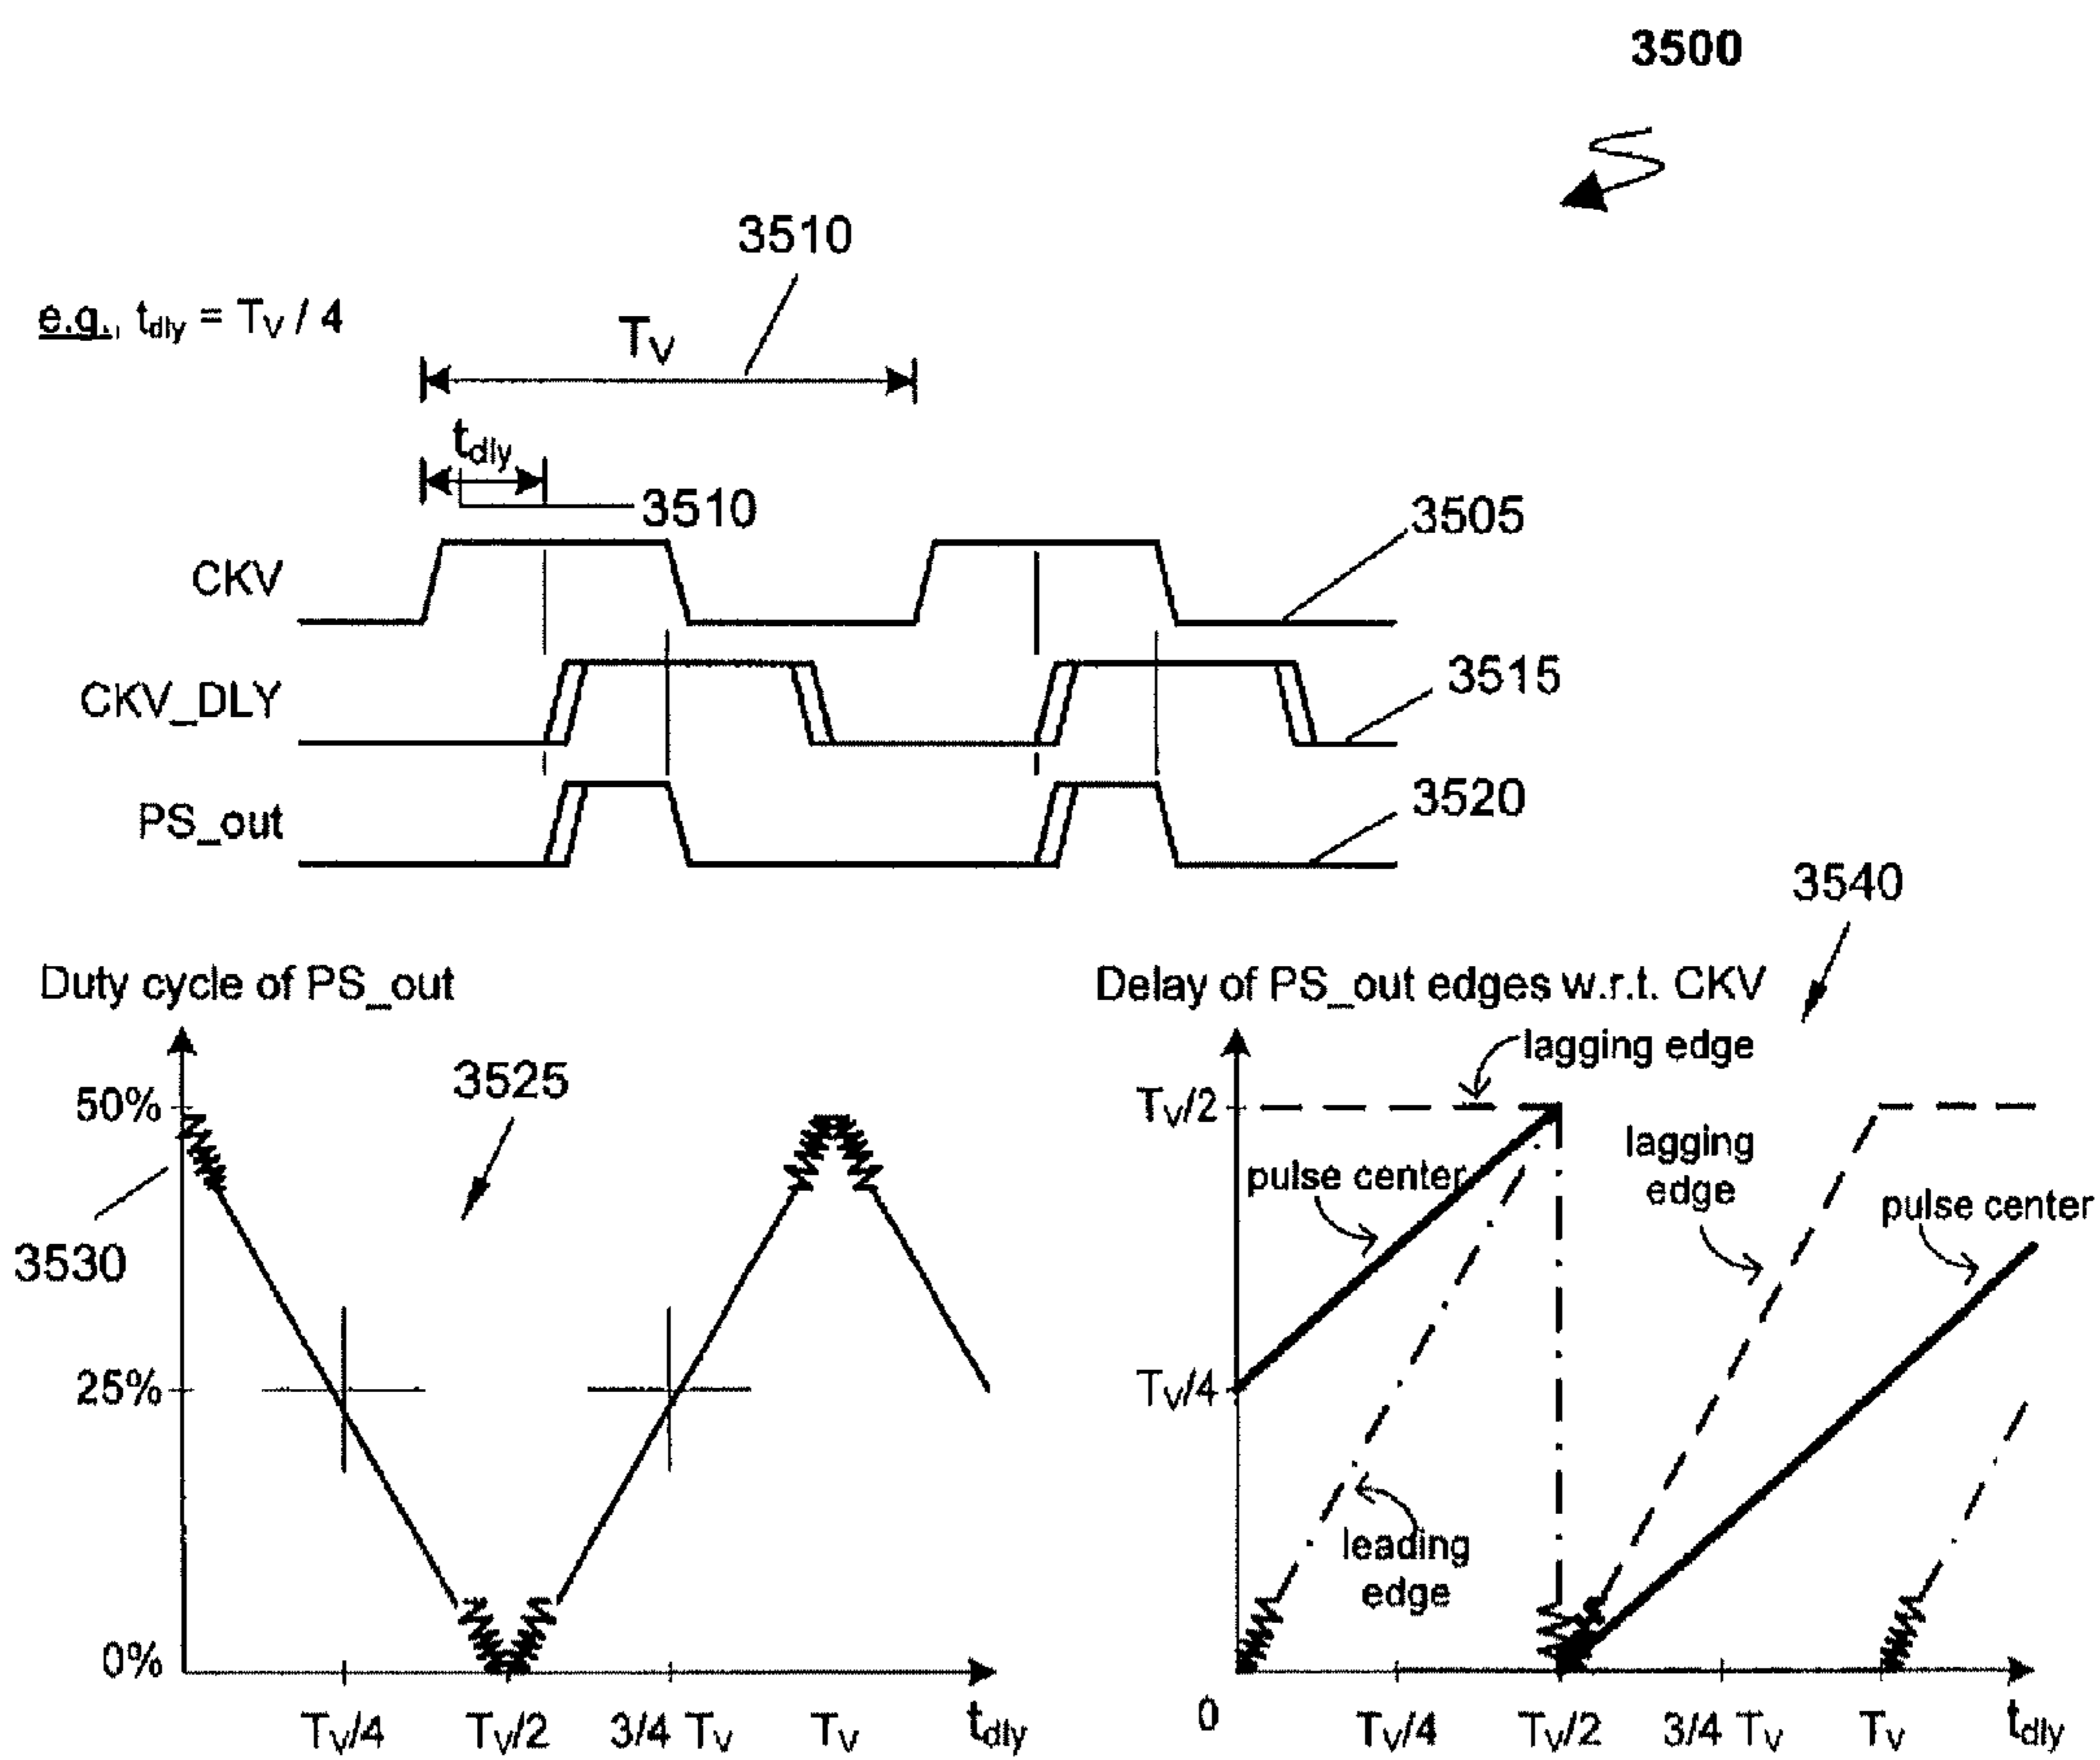 3500
3510
e.g., tdly = TV / 4
TV
tdly
3510
3505
CKV
3515
CKV_DLY
3520
PS_out
3540
Duty cycle of PS_out
Delay of PS_out edges w.r.t. CKV
lagging edge
3525
50%
TV/2
lagging
edge
pulse center
pulse center
3530
25%
TV/4
leading
edge
0%
0
TV/4
TV/2
3/4 TV
TV
tdly
TV/4
TV/2
3/4 TV
TV
tdly